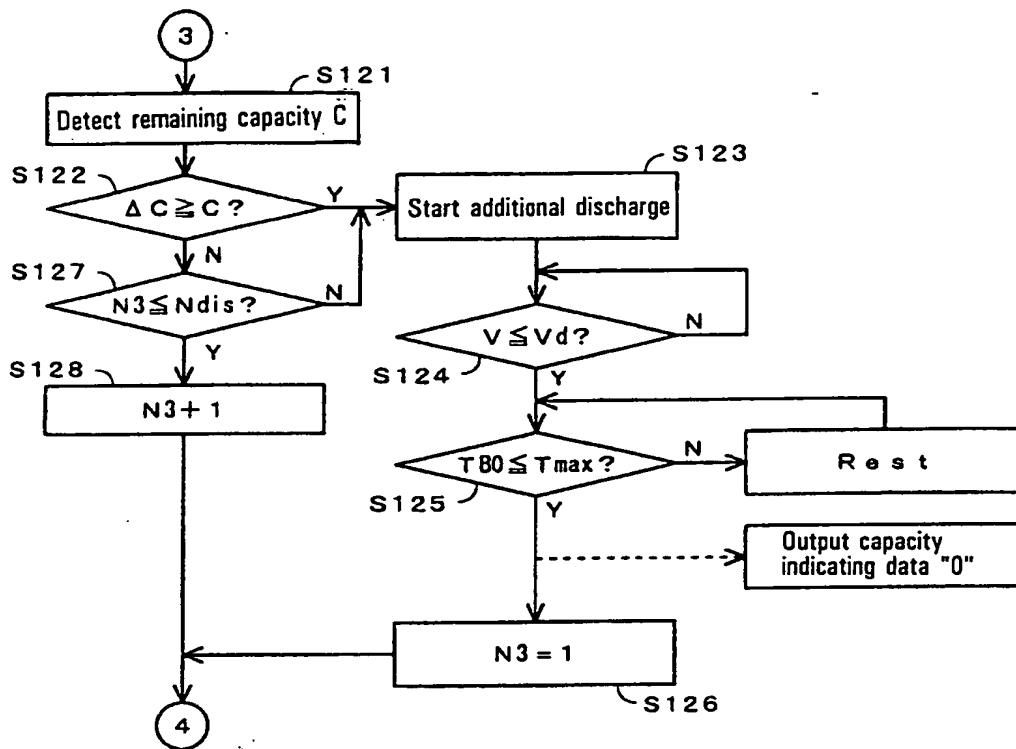 3
S121
Detect remaining capacity C
S122
ΔC≧C?
Y
N
S123
Start additional discharge
S127
N3≦Ndis?
N
Y
V≦Vd?
N
S124
Y
S128
N3+1
TB0≦Tmax?
N
Rest
S125
Y
Output capacity
indicating data "0"
N3=1
S126
4